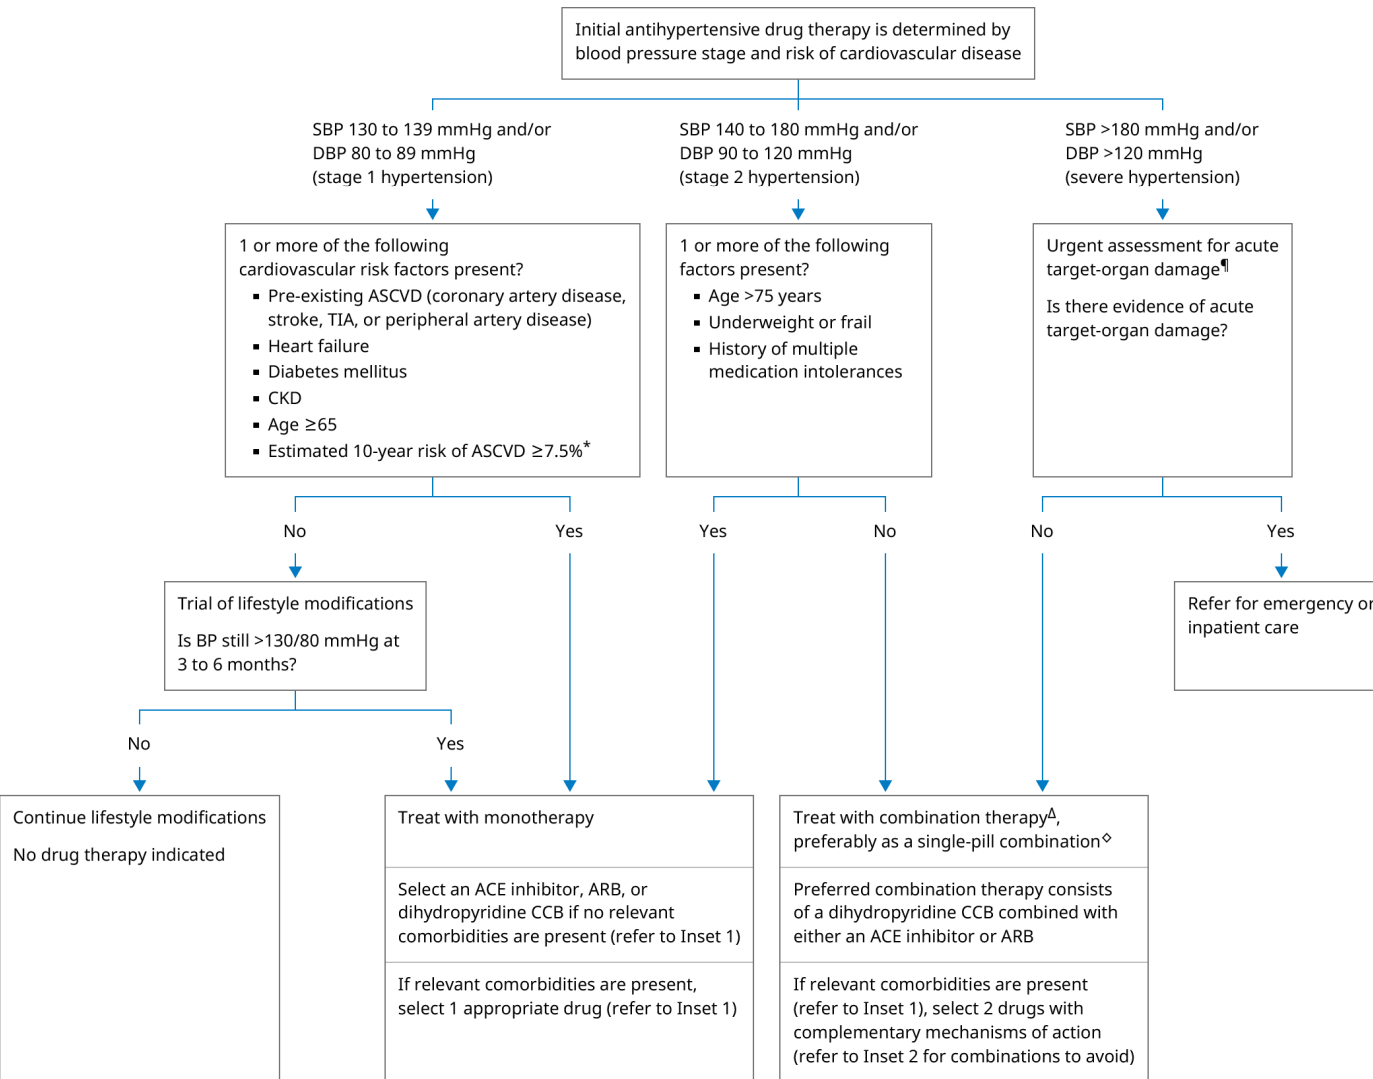 Initial antihypertensive drug therapy is determined by
blood pressure stage and risk of cardiovascular disease
SBP 130 to 139 mmHg and/or
DBP 80 to 89 mmHg
(stage 1 hypertension)
SBP 140 to 180 mmHg and/or
DBP 90 to 120 mmHg
(stage 2 hypertension)
SBP >180 mmHg and/or
DBP >120 mmHg
(severe hypertension)
1 or more of the following
cardiovascular risk factors present?
▪ Pre-existing ASCVD (coronary artery disease,
stroke, TIA, or peripheral artery disease)
▪ Heart failure
▪ Diabetes mellitus
▪ CKD
▪ Age ≥65
▪ Estimated 10-year risk of ASCVD ≥7.5%*
1 or more of the following
factors present?
▪ Age >75 years
▪ Underweight or frail
▪ History of multiple
medication intolerances
Urgent assessment for acute
target-organ damage¶
Is there evidence of acute
target-organ damage?
No
Yes
Yes
No
No
Yes
Trial of lifestyle modifications
Is BP still >130/80 mmHg at
3 to 6 months?
Refer for emergency or
inpatient care
No
Yes
Continue lifestyle modifications
No drug therapy indicated
Treat with monotherapy
Select an ACE inhibitor, ARB, or
dihydropyridine CCB if no relevant
comorbidities are present (refer to Inset 1)
If relevant comorbidities are present,
select 1 appropriate drug (refer to Inset 1)
Treat with combination therapyΔ,
preferably as a single-pill combination◇
Preferred combination therapy consists
of a dihydropyridine CCB combined with
either an ACE inhibitor or ARB
If relevant comorbidities are present
(refer to Inset 1), select 2 drugs with
complementary mechanisms of action
(refer to Inset 2 for combinations to avoid)